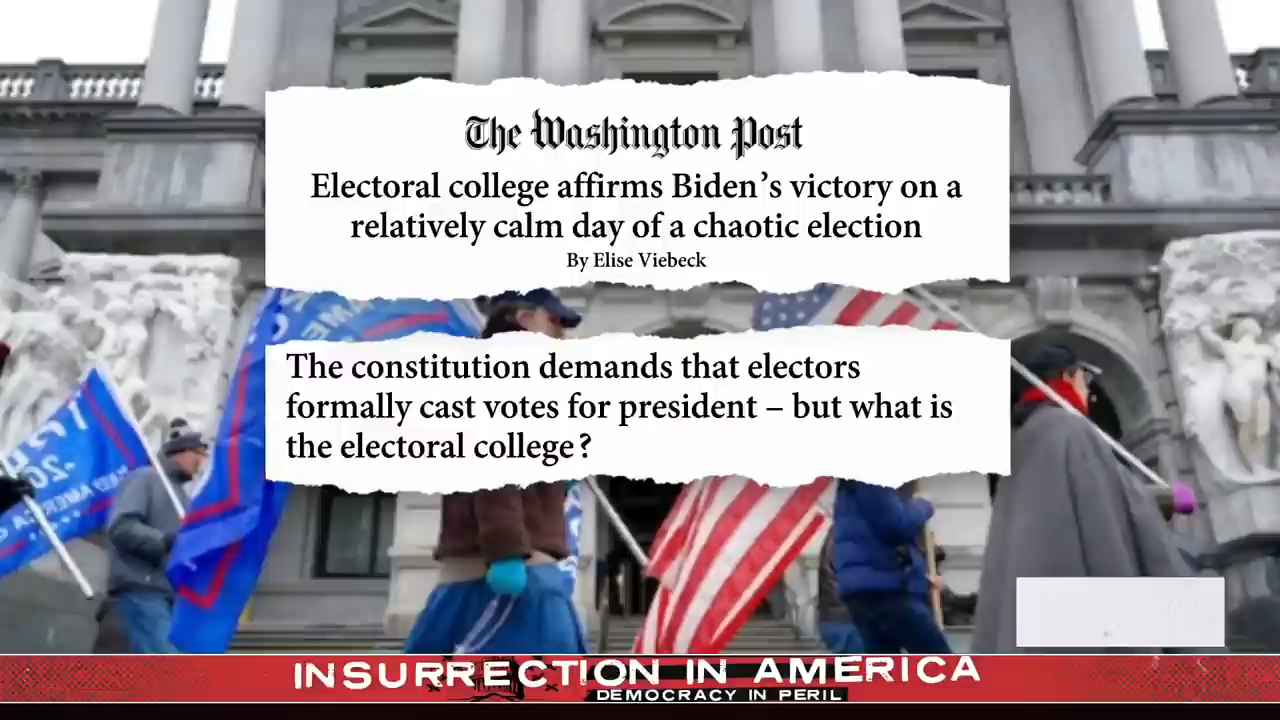 The Washington Post
Electoral college affirms Biden's victory on a
relatively calm day of a chaotic election
By Elise Viebeck
The constitution demands that electors
formally cast votes for president – but what is
the electoral college?
INSURRECTION IN AMERICA
DEMOCRACY IN PERIL